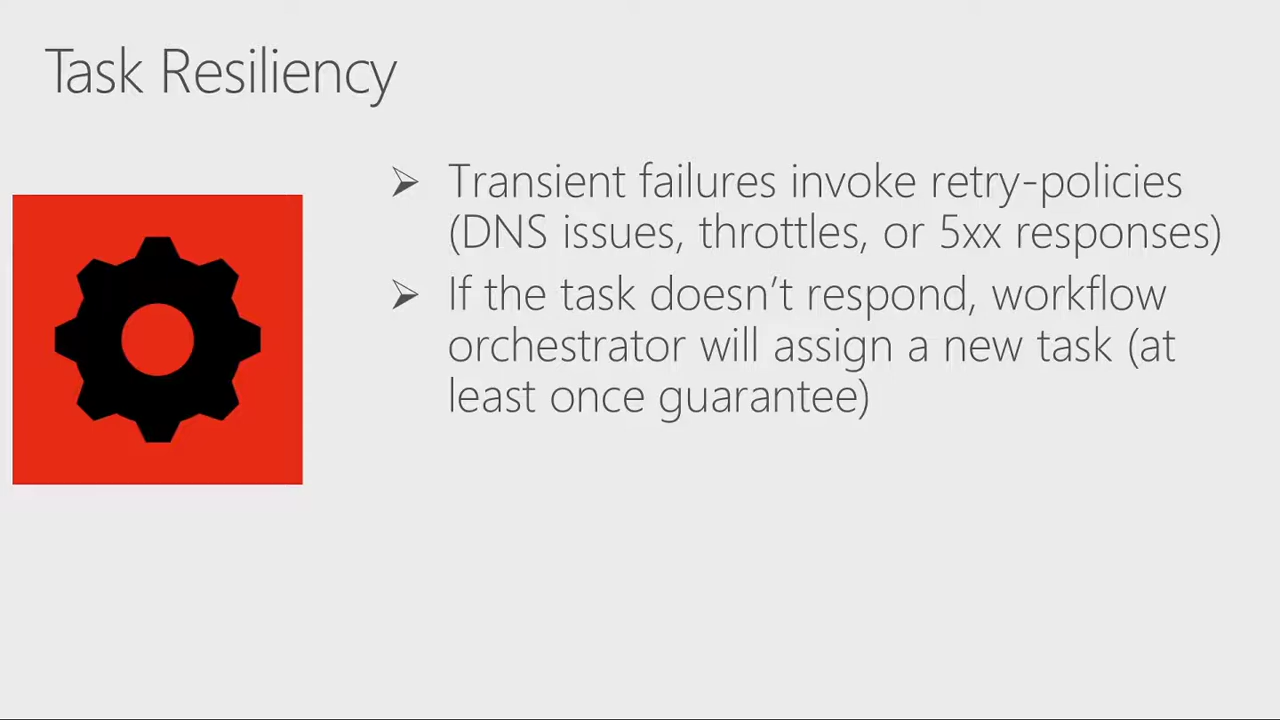 Task Resiliency
Transient failures invoke retry-policies
(DNS issues, throttles, or 5xx responses)
If the task doesn’t respond, workflow
orchestrator will assign a new task (at
least once guarantee)